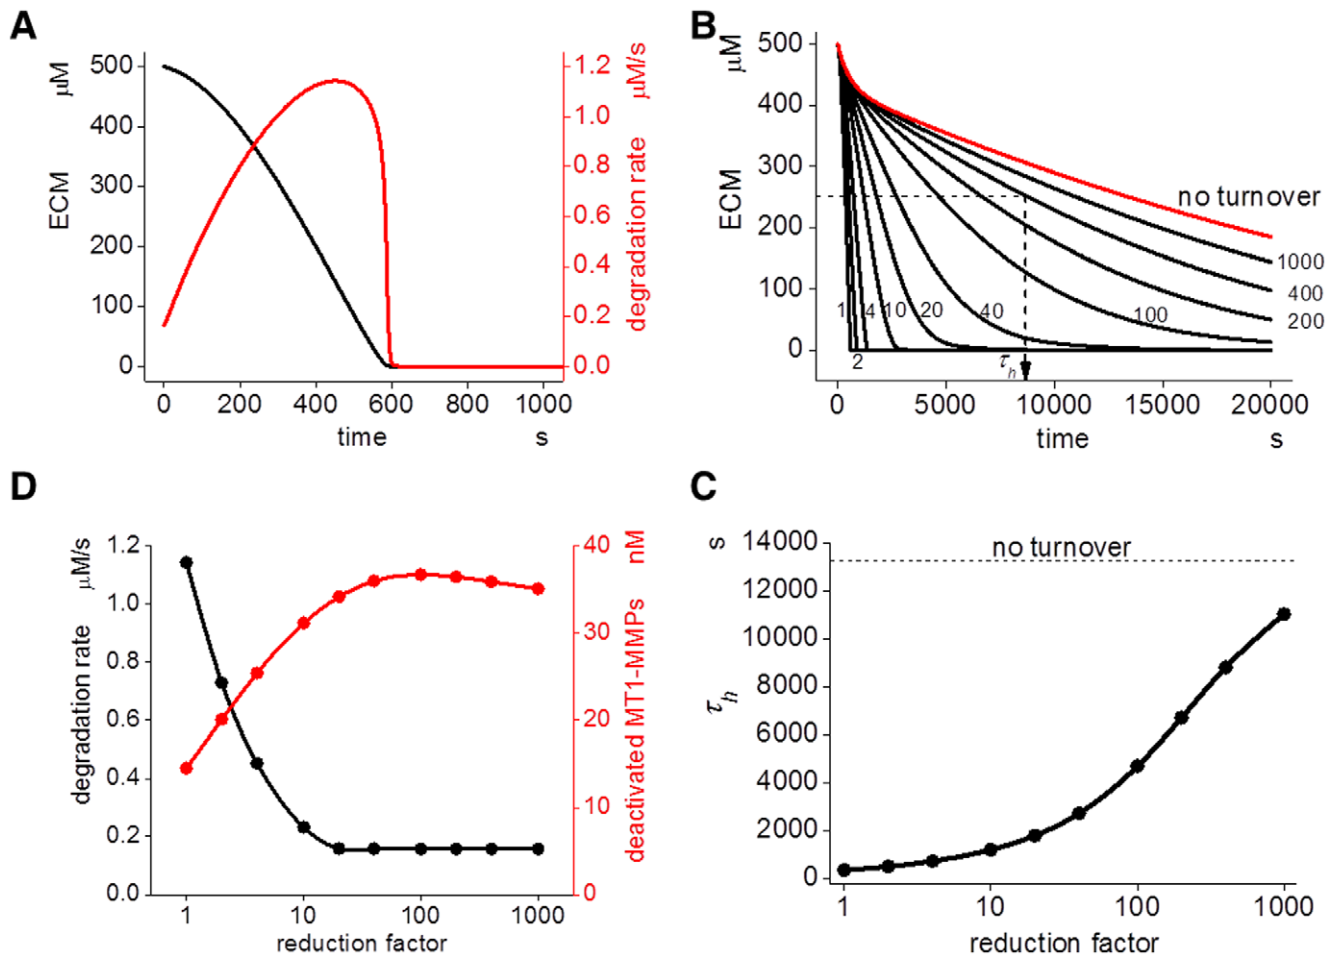 A
μM
ECM
500
400
300
200
100
0
1.2
1.0
0.8
0.6
0.4
0.2
0.0
degradation rate μM/s
0 200 400 600 800 1000
time s
B
μM
ECM
500
400
300
200
100
0
no turnover
1000
400
200
1 4 10 20 40 100
2
τh
0 5000 10000 15000 20000
time s
D
degradation rate μM/s
1.2
1.0
0.8
0.6
0.4
0.2
0.0
40
30
20
10
0
deactivated MT1-MMPs nM
1 10 100 1000
reduction factor
C
s
τh
14000
12000
10000
8000
6000
4000
2000
0
no turnover
1 10 100 1000
reduction factor